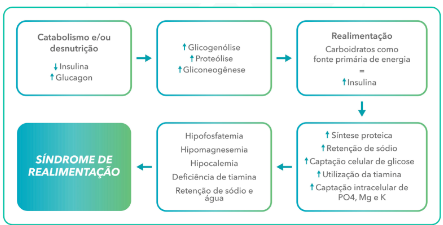 Catabolismo e/ou
desnutrição
↓ Insulina
↑ Glucagon
↑ Glicogenólise
↑ Proteólise
↑ Gliconeogênese
Realimentação
Carboidratos como
fonte primária de energia
=
↑ Insulina
↑ Síntese proteica
↑ Retenção de sódio
↑ Captação celular de glicose
↑ Utilização da tiamina
↑ Captação intracelular de
PO4, Mg e K
Hipofosfatemia
Hipomagnesemia
Hipocalemia
Deficiência de tiamina
Retenção de sódio e
água
SÍNDROME DE
REALIMENTAÇÃO